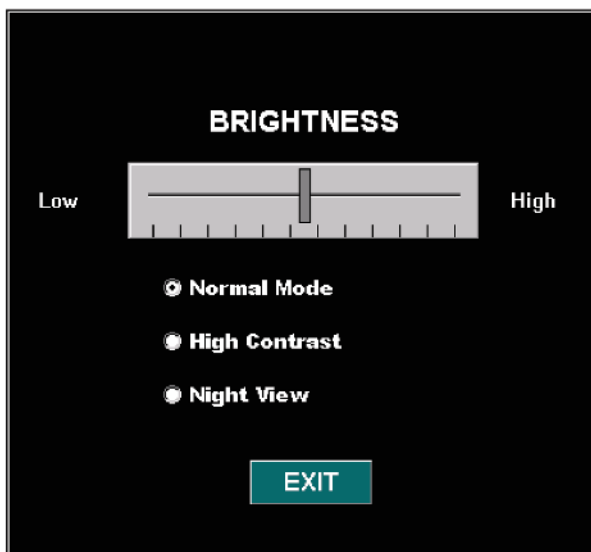 BRIGHTNESS
Low High
Normal Mode
High Contrast
Night View
EXIT